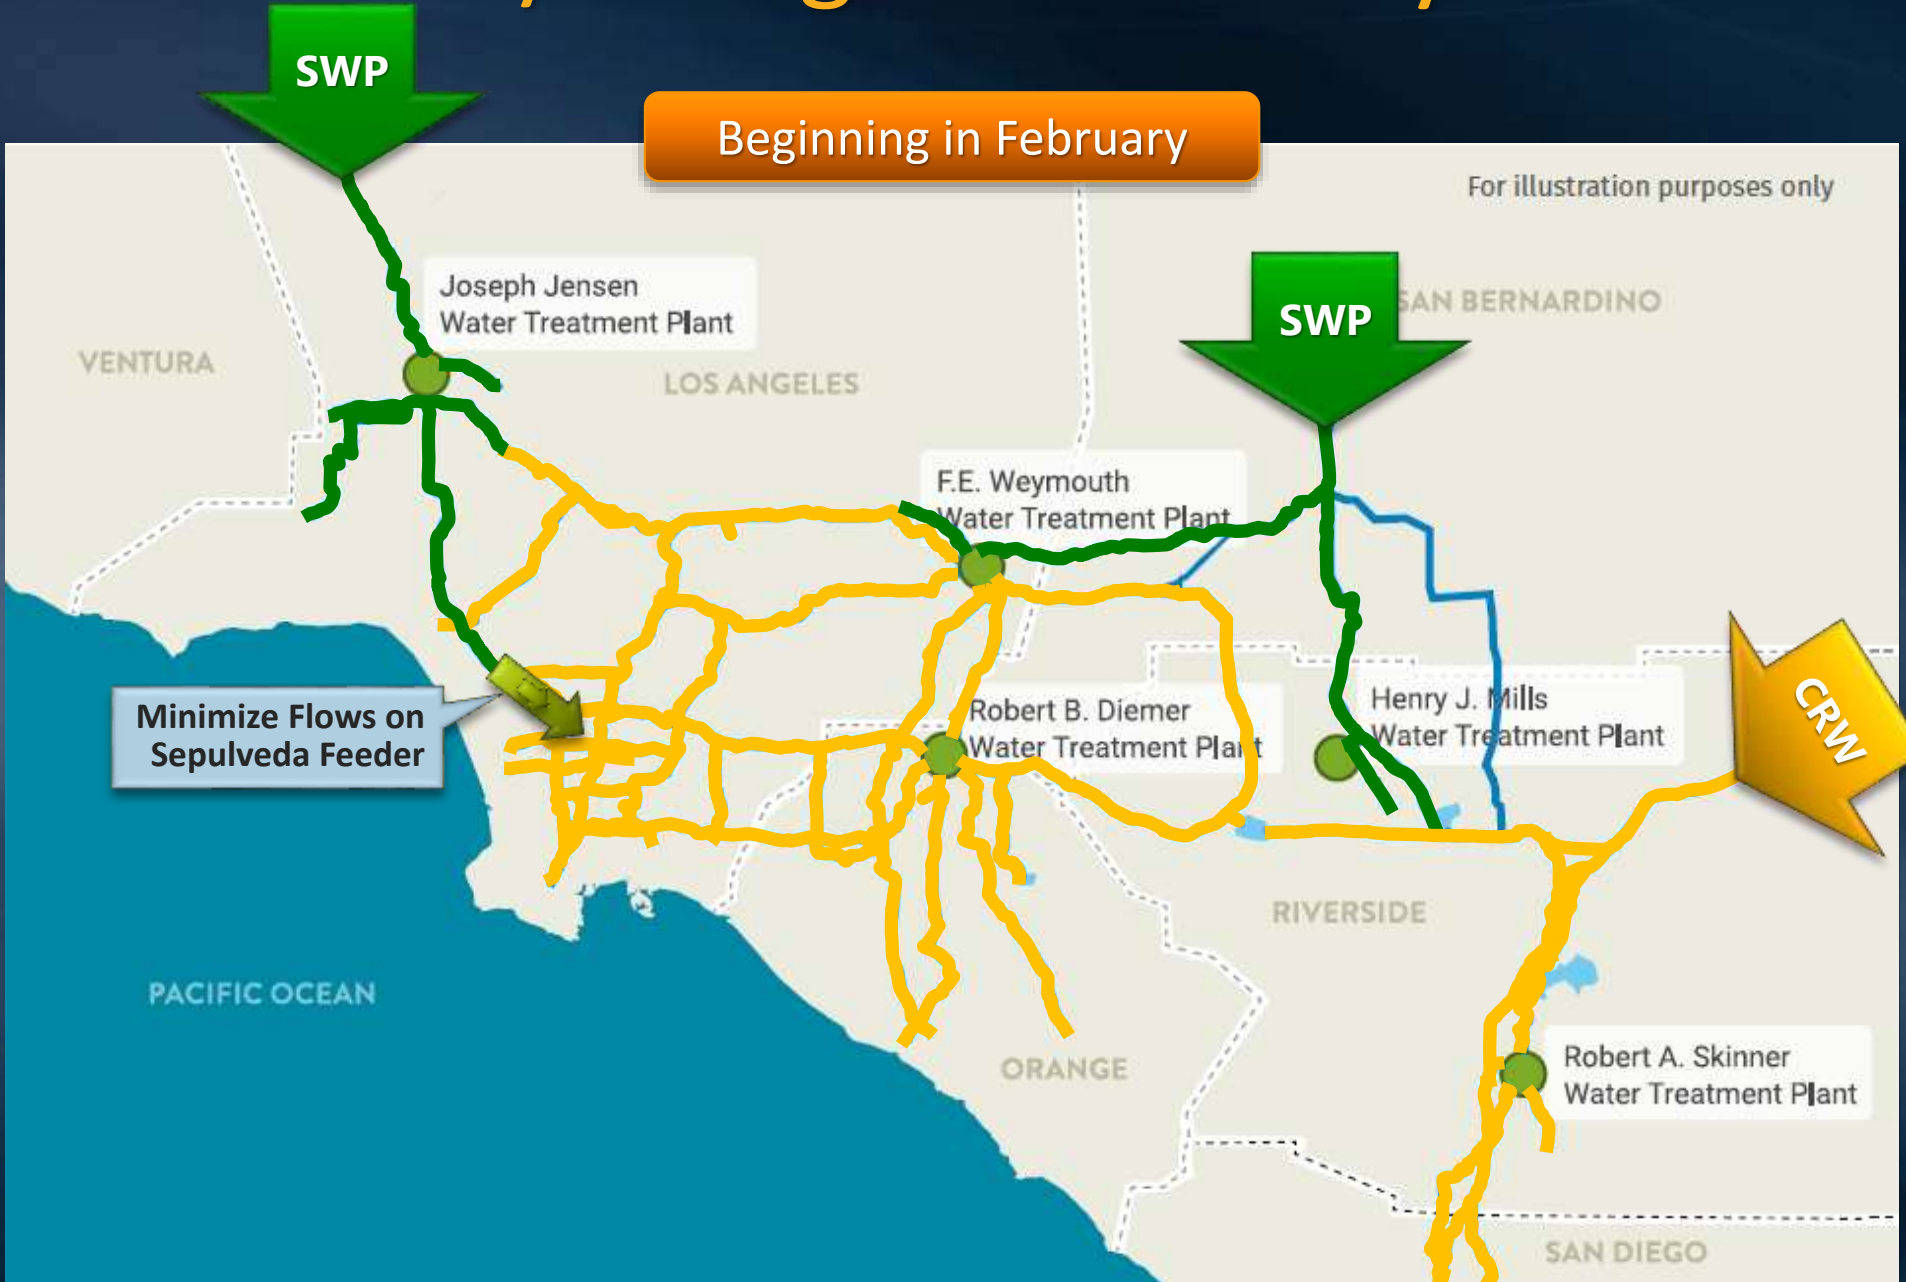 SWP
Beginning in February
For illustration purposes only
Joseph Jensen
Water Treatment Plant
SAN BERNARDINO
SWP
VENTURA
LOS ANGELES
F.E. Weymouth
Water Treatment Plant
Minimize Flows on
Sepulveda Feeder
Robert B. Diemer
Water Treatment Plant
Henry J. Mills
Water Treatment Plant
CRW
RIVERSIDE
PACIFIC OCEAN
ORANGE
Robert A. Skinner
Water Treatment Plant
SAN DIEGO